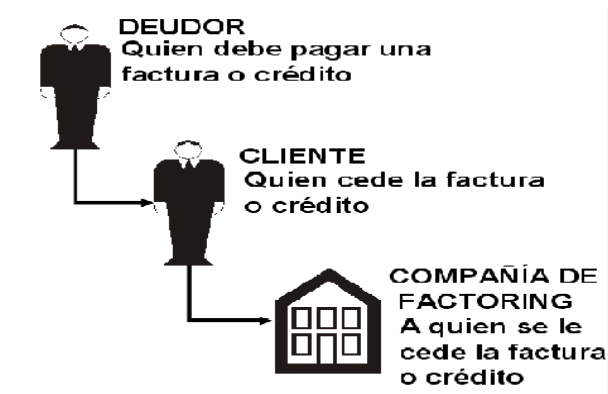 DEUDOR
Quien debe pagar una
factura o crédito
CLIENTE
Quien cede la factura
o crédito
COMPAÑÍA DE
FACTORING
A quien se le
cede la factura
o crédito